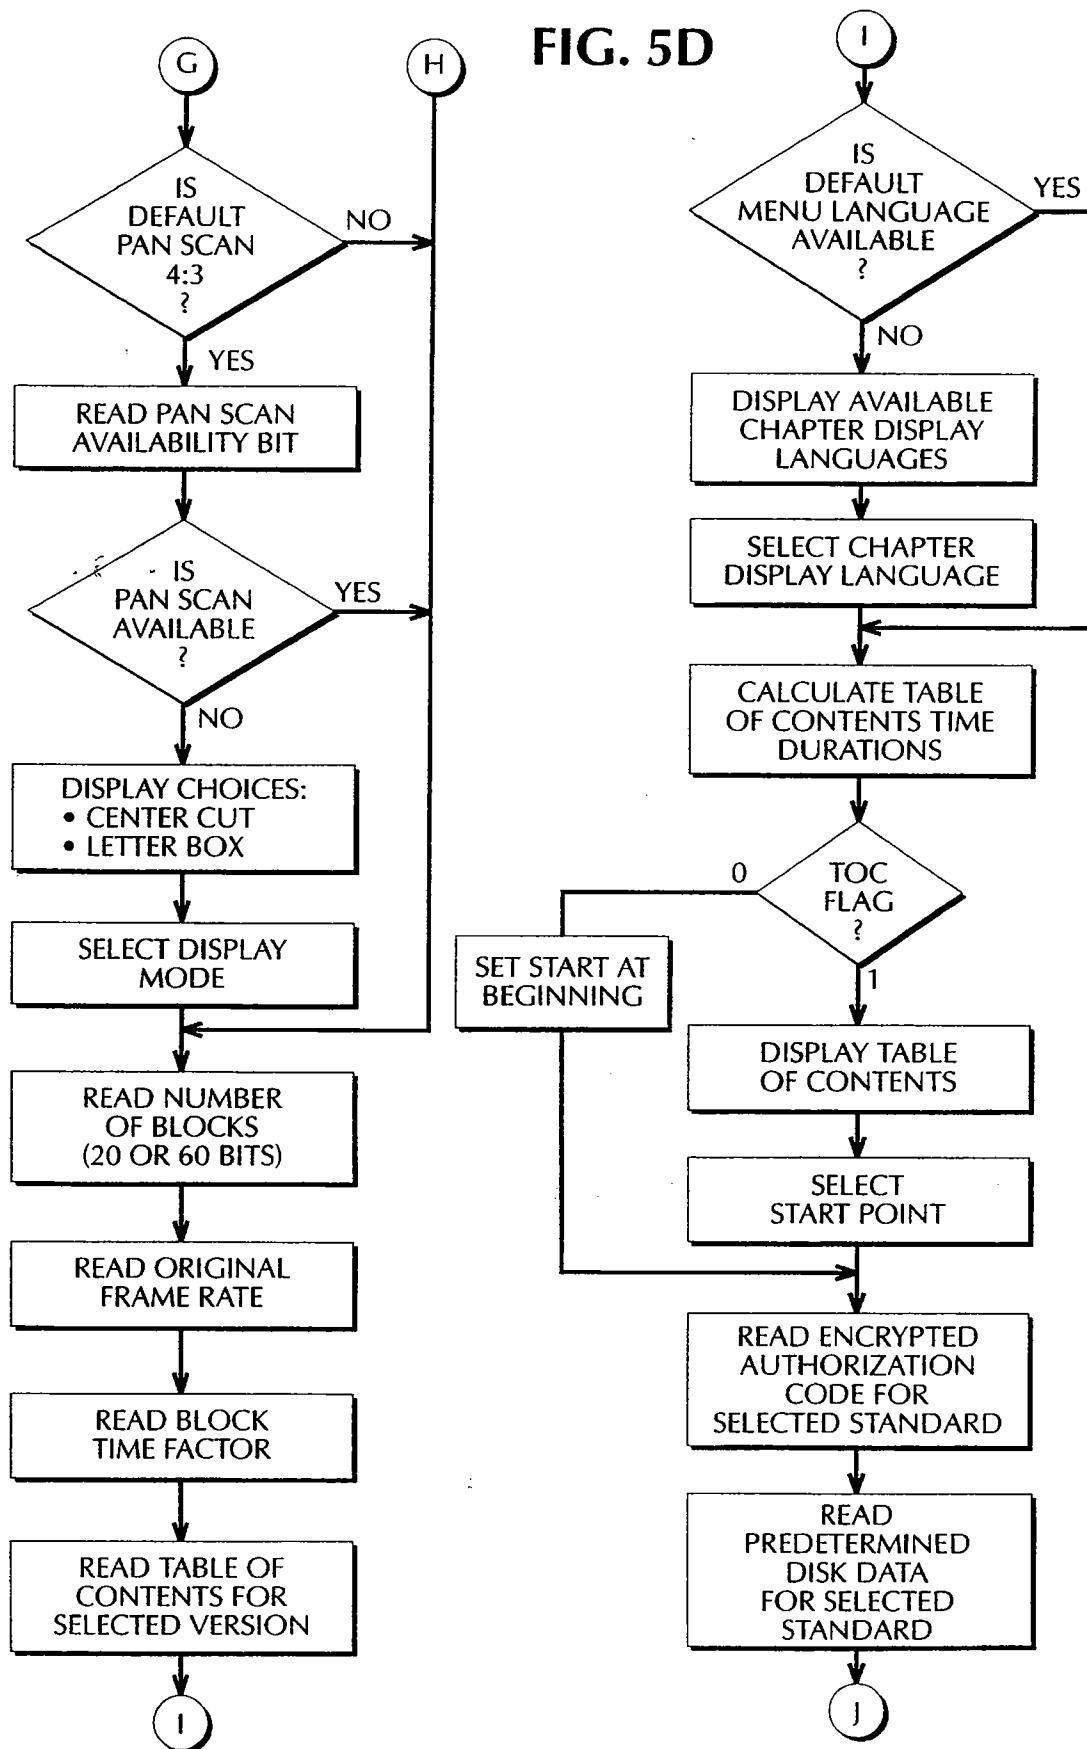 FIG. 5D
G
H
IS
DEFAULT
PAN SCAN
4:3
?
NO
YES
READ PAN SCAN
AVAILABILITY BIT
IS
PAN SCAN
AVAILABLE
?
YES
NO
DISPLAY CHOICES:
• CENTER CUT
• LETTER BOX
SELECT DISPLAY
MODE
READ NUMBER
OF BLOCKS
(20 OR 60 BITS)
READ ORIGINAL
FRAME RATE
READ BLOCK
TIME FACTOR
READ TABLE OF
CONTENTS FOR
SELECTED VERSION
I
I
IS
DEFAULT
MENU LANGUAGE
AVAILABLE
?
YES
NO
DISPLAY AVAILABLE
CHAPTER DISPLAY
LANGUAGES
SELECT CHAPTER
DISPLAY LANGUAGE
CALCULATE TABLE
OF CONTENTS TIME
DURATIONS
TOC
FLAG
?
0
1
SET START AT
BEGINNING
DISPLAY TABLE
OF CONTENTS
SELECT
START POINT
READ ENCRYPTED
AUTHORIZATION
CODE FOR
SELECTED STANDARD
READ
PREDETERMINED
DISK DATA
FOR SELECTED
STANDARD
J